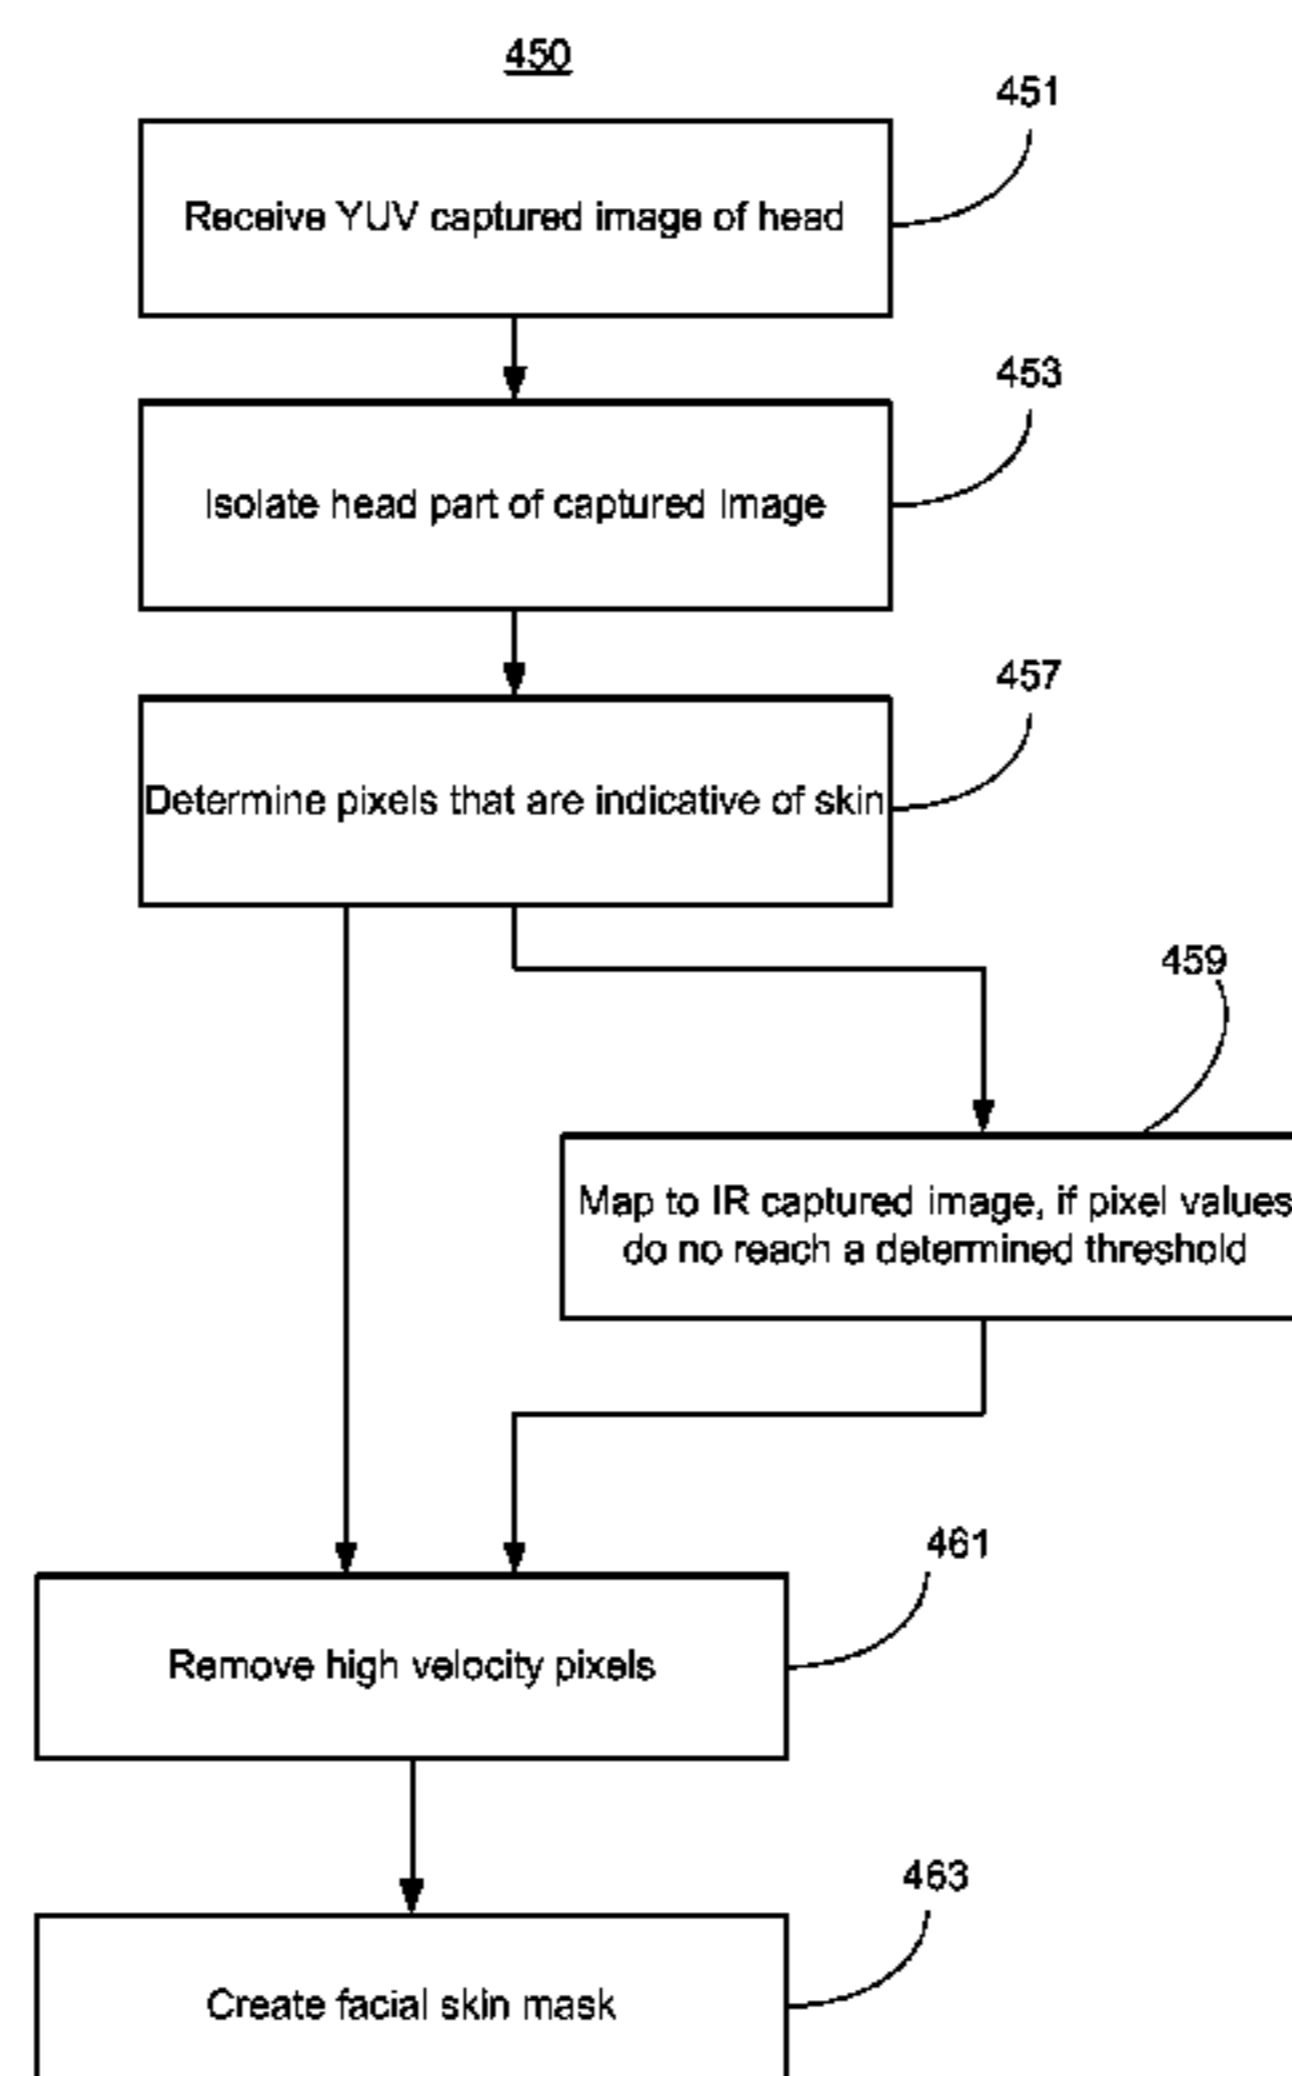 450
451
Receive YUV captured image of head
453
Isolate head part of captured Image
457
Determine pixels that are indicative of skin
459
Map to IR captured image, if pixel values
do no reach a determined threshold
461
Remove high velocity pixels
463
Create facial skin mask